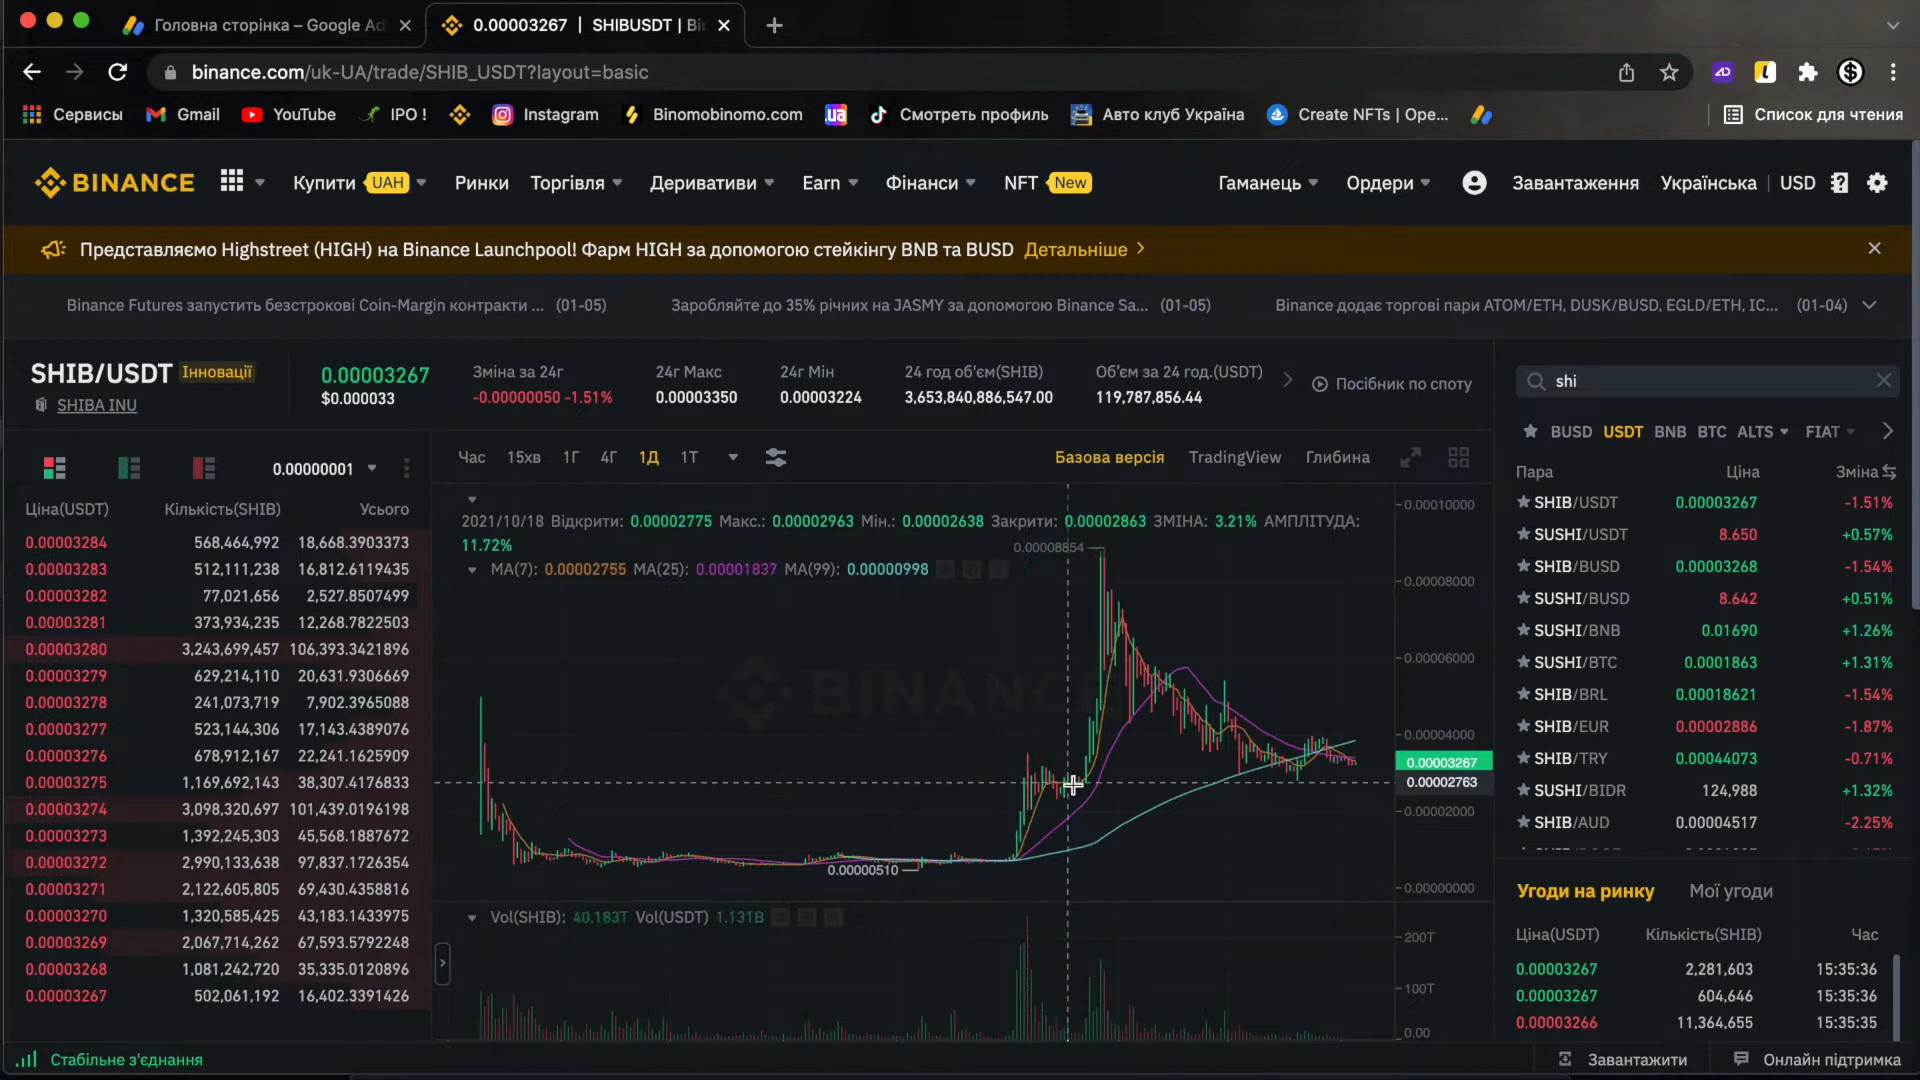 Головна сторінка – Google Ad
0.00003267 | SHIBUSDT | Bi
binance.com/uk-UA/trade/SHIB_USDT?layout=basic
Сервисы Gmail YouTube IPO ! Instagram Binomobinomo.com Смотреть профиль Авто клуб Україна Create NFTs | Ope... Список для чтения
BINANCE Купити UAH Ринки Торгівля Деривативи Earn Фінанси NFT New Гаманець Ордери Завантаження Українська USD
Представляємо Highstreet (HIGH) на Binance Launchpool! Фарм HIGH за допомогою стейкінгу BNB та BUSD Детальніше
Binance Futures запустить безстрокові Coin-Margin контракти ... (01-05) Заробляйте до 35% річних на JASMY за допомогою Binance Sa... (01-05) Binance додає торгові пари ATOM/ETH, DUSK/BUSD, EGLD/ETH, IC... (01-04)
SHIB/USDT Інновації
SHIBA INU
0.00003267
$0.000033
Зміна за 24г
-0.00000050 -1.51%
24г Макс
0.00003350
24г Мін
0.00003224
24 год об'єм(SHIB)
3,653,840,886,547.00
Об'єм за 24 год.(USDT)
119,787,856.44
Посібник по споту
0.00000001
Ціна(USDT) Кількість(SHIB) Усього
0.00003284 568,464,992 18,668.3903373
0.00003283 512,111,238 16,812.6119435
0.00003282 77,021,656 2,527.8507499
0.00003281 373,934,235 12,268.7822503
0.00003280 3,243,699,457 106,393.3421896
0.00003279 629,214,110 20,631.9306669
0.00003278 241,073,719 7,902.3965088
0.00003277 523,144,306 17,143.4389076
0.00003276 678,912,167 22,241.1625909
0.00003275 1,169,692,143 38,307.4176833
0.00003274 3,098,320,697 101,439.0196198
0.00003273 1,392,245,303 45,568.1887672
0.00003272 2,990,133,638 97,837.1726354
0.00003271 2,122,605,805 69,430.4358816
0.00003270 1,320,585,425 43,183.1433975
0.00003269 2,067,714,262 67,593.5792248
0.00003268 1,081,242,720 35,335.0120896
0.00003267 502,061,192 16,402.3391426
Час 15хв 1Г 4Г 1Д 1Т Базова версія TradingView Глибина
2021/10/18 Відкрити: 0.00002775 Макс.: 0.00002963 Мін.: 0.00002638 Закрити: 0.00002863 ЗМІНА: 3.21% АМПЛІТУДА:
11.72%
0.00008854
MA(7): 0.00002755 MA(25): 0.00001837 MA(99): 0.00000998
BINANCE
0.00000510
0.00010000
0.00008000
0.00006000
0.00004000
0.00003267
0.00002763
0.00002000
0.00000000
Vol(SHIB): 40.183T Vol(USDT) 1.131B
200T
100T
0.00
shi
BUSD USDT BNB BTC ALTS FIAT
Пара Ціна Зміна
SHIB/USDT 0.00003267 -1.51%
SUSHI/USDT 8.650 +0.57%
SHIB/BUSD 0.00003268 -1.54%
SUSHI/BUSD 8.642 +0.51%
SUSHI/BNB 0.01690 +1.26%
SUSHI/BTC 0.0001863 +1.31%
SHIB/BRL 0.00018621 -1.54%
SHIB/EUR 0.00002886 -1.87%
SHIB/TRY 0.00044073 -0.71%
SUSHI/BIDR 124,988 +1.32%
SHIB/AUD 0.00004517 -2.25%
Угоди на ринку Мої угоди
Ціна(USDT) Кількість(SHIB) Час
0.00003267 2,281,603 15:35:36
0.00003267 604,646 15:35:36
0.00003266 11,364,655 15:35:35
Стабільне з'єднання Завантажити Онлайн підтримка